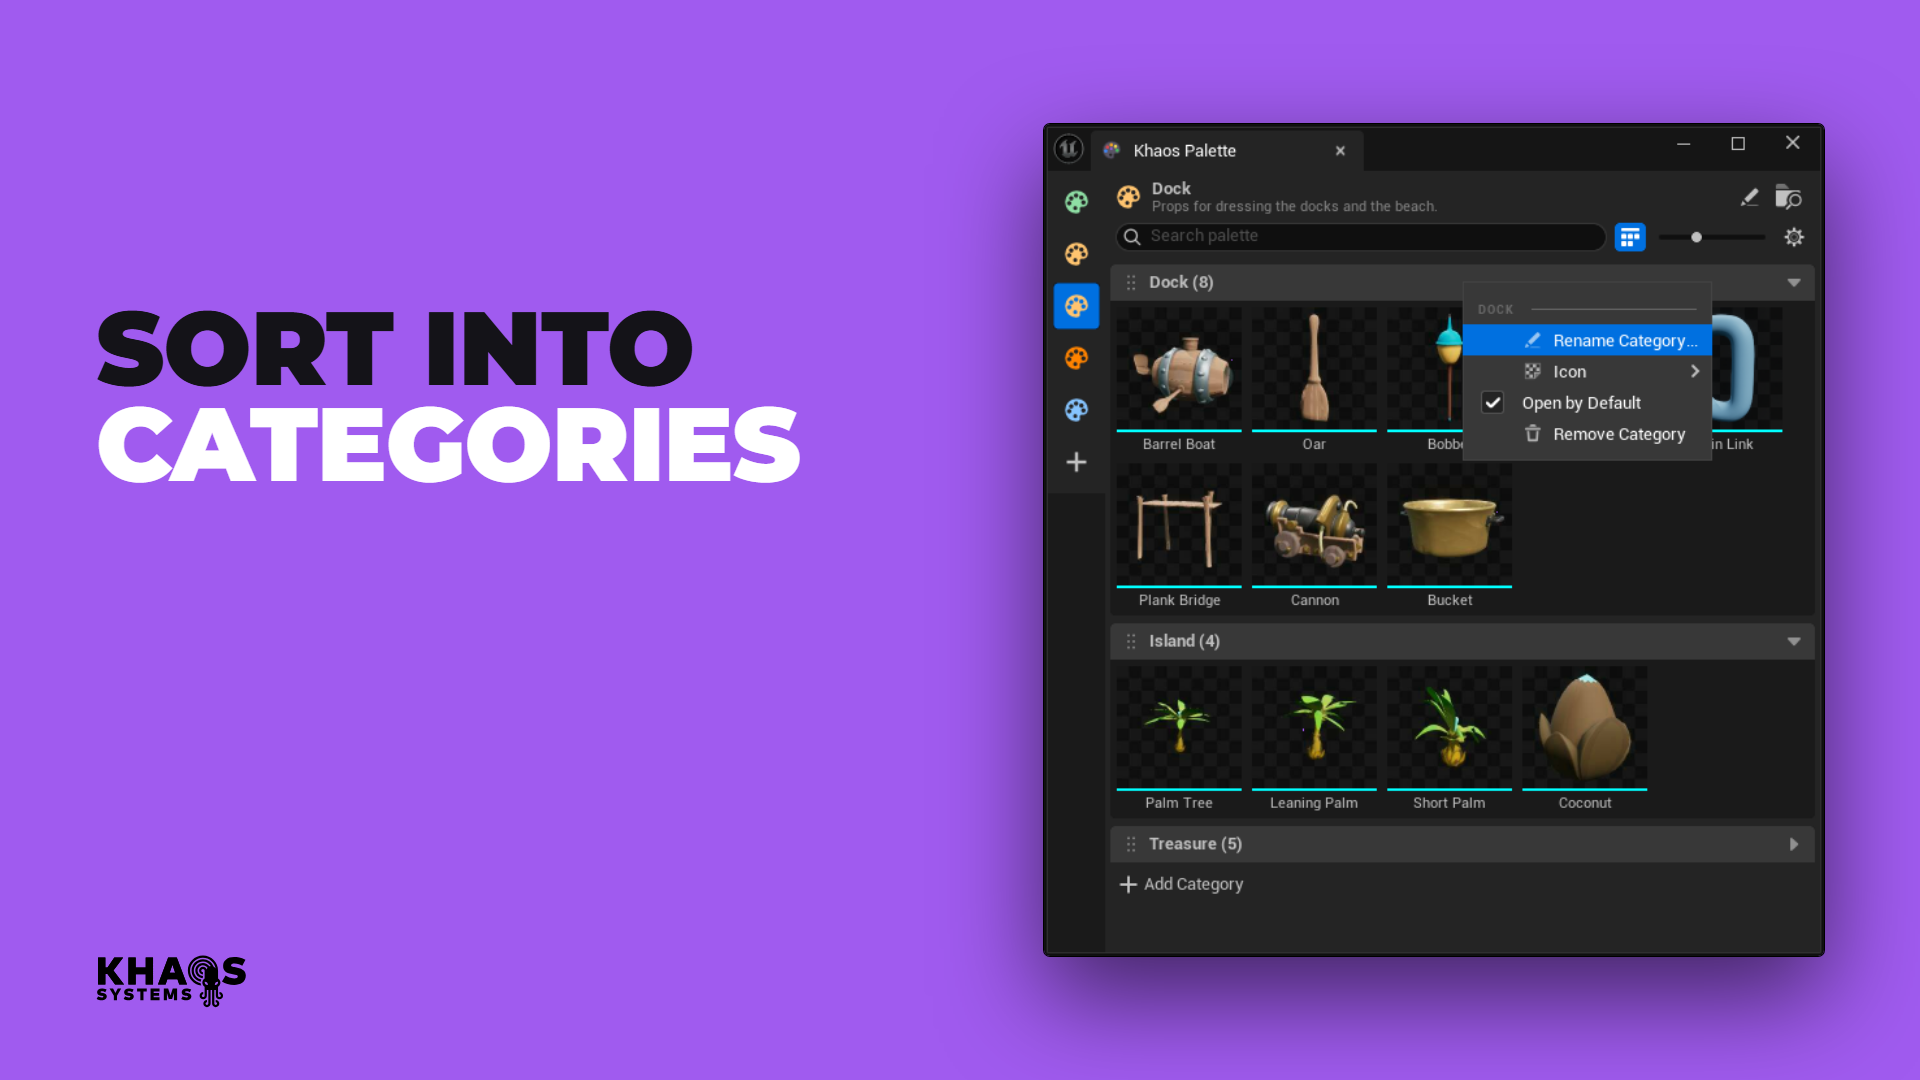 SORT INTO
CATEGORIES
KHAOS
SYSTEMS
Khaos Palette
Dock
Props for dressing the docks and the beach.
Search palette
Dock (8)
DOCK
Rename Category...
Icon
Open by Default
Remove Category
Barrel Boat
Oar
Bobbe
in Link
Plank Bridge
Cannon
Bucket
Island (4)
Palm Tree
Leaning Palm
Short Palm
Coconut
Treasure (5)
Add Category